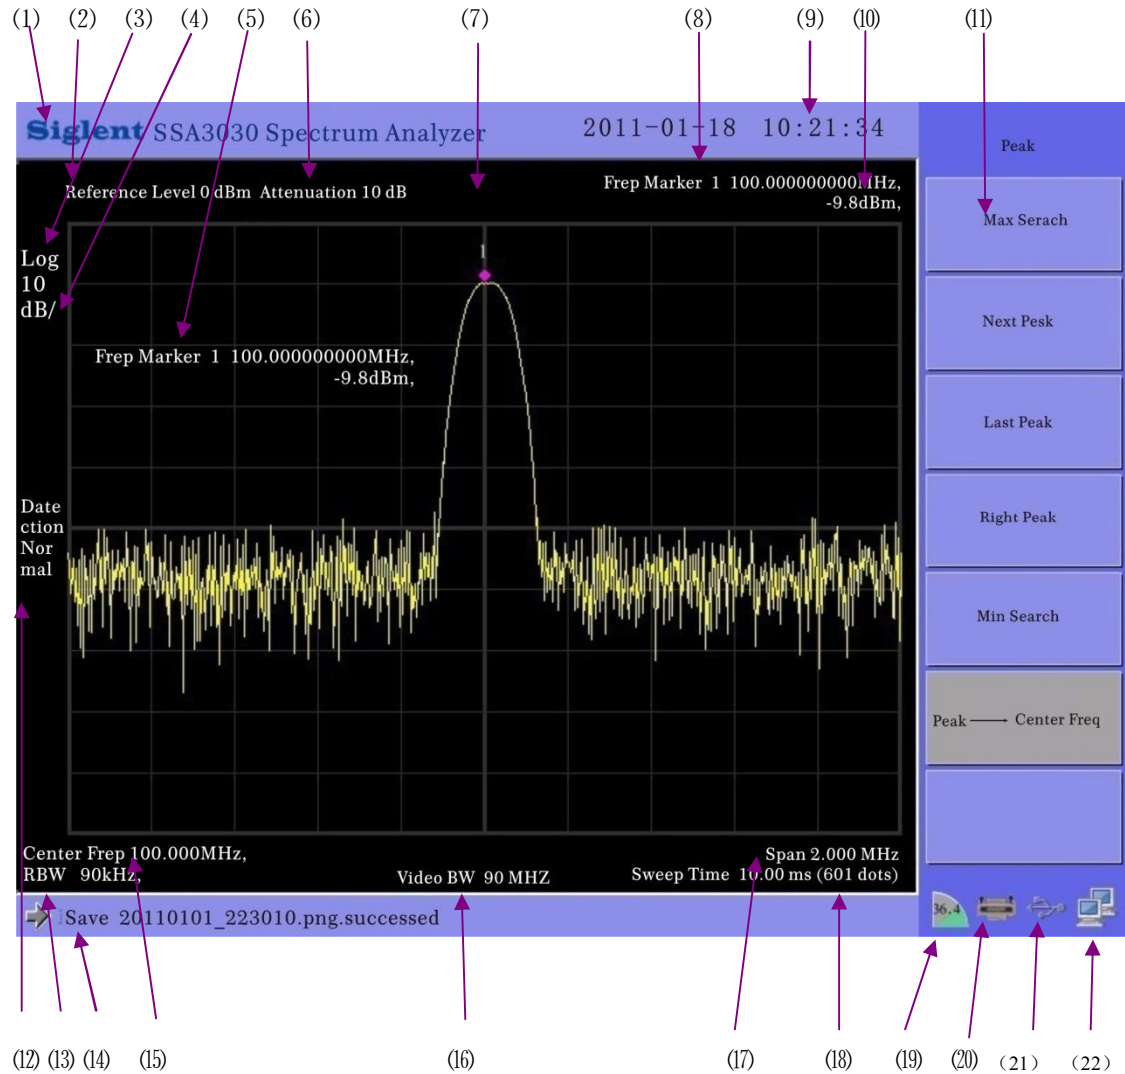 (1) (2) (3) (4) (5) (6) (7) (8) (9) (10) (11)
Siglent SSA3030 Spectrum Analyzer 2011-01-18 10:21:34
Peak
Reference Level 0 dBm Attenuation 10 dB
Frep Marker 1 100.000000000MHz,
-9.8dBm,
Max Serach
Log
10
dB/
1
Next Pesk
Frep Marker 1 100.000000000MHz,
-9.8dBm,
Last Peak
Date
ction
Nor
mal
Right Peak
Min Search
Peak → Center Freq
Center Frep 100.000MHz,
Span 2.000 MHz
RBW 90kHz,
Video BW 90 MHZ
Sweep Time 10.00 ms (601 dots)
Save 20110101_223010.png.successed
36.4
(12) (13) (14) (15) (16) (17) (18) (19) (20) (21) (22)